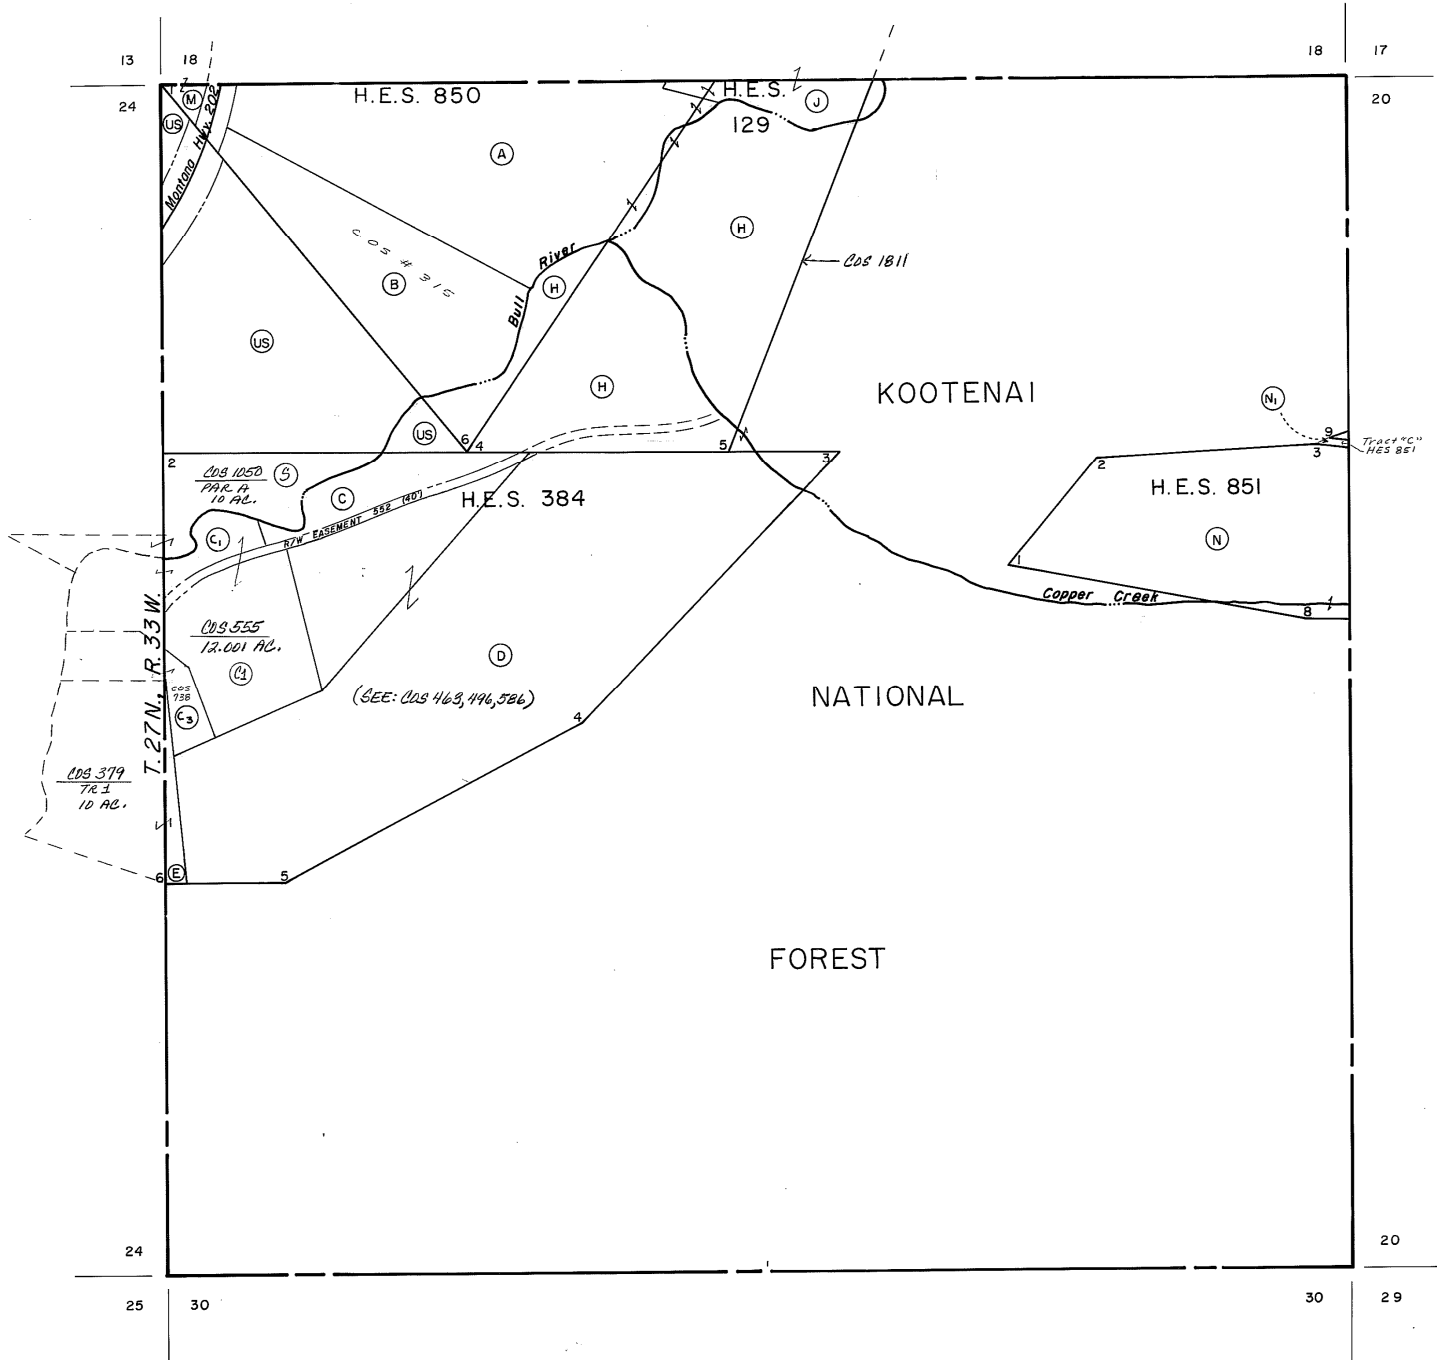 13
18
18
17
24
20
M
US
Montana Hwy. 202
H.E.S. 850
H.E.S.
129
J
A
H
COS # 315
B
Bull River
H
COS 1811
US
H
KOOTENAI
N1
US
6
4
5
3
2
9
3
Tract "C"
HES 851
2
COS 1050
PAR A
10 AC.
S
C
H.E.S. 384
H.E.S. 851
R/W EASEMENT 552 (40')
C1
N
1
Copper Creek
8
T. 27 N., R. 33 W.
COS 555
12.001 AC.
C1
D
(SEE: COS 463, 496, 586)
NATIONAL
COS
738
C3
4
COS 379
TR 1
10 AC.
6
E
5
FOREST
24
20
25
30
30
29